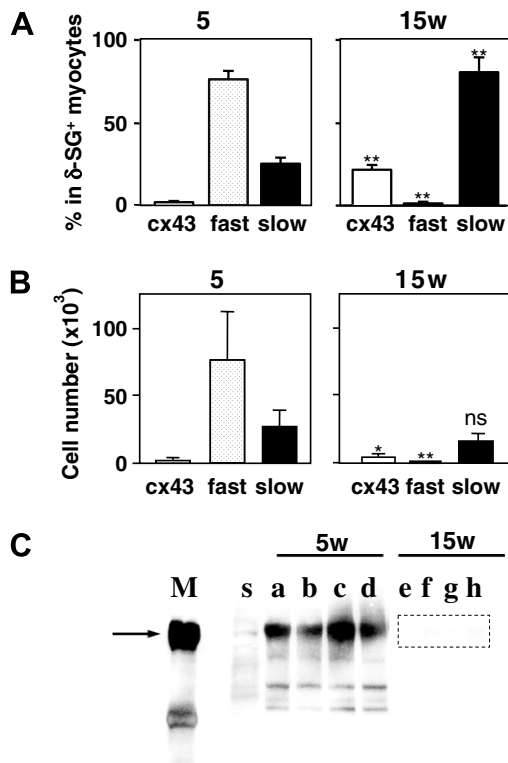 A
5
15w
% in δ-SG⁺ myocytes
100
50
0
**
**
**
cx43 fast slow
cx43 fast slow
B
5
15w
Cell number (x10³)
100
50
0
*
**
ns
cx43 fast slow
cx43 fast slow
C
5w
15w
M s a b c d e f g h